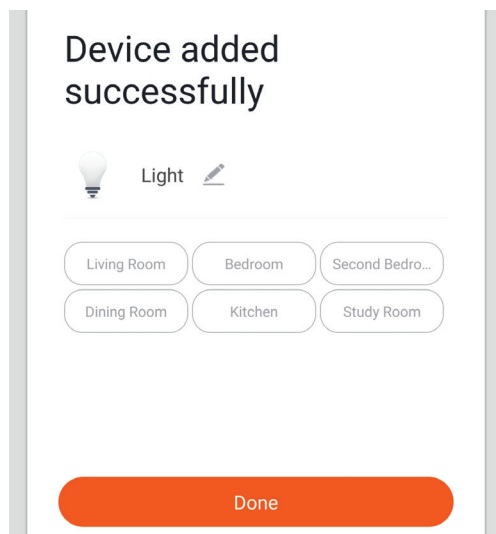 Device added
successfully
Light
Living Room Bedroom Second Bedro...
Dining Room Kitchen Study Room
Done